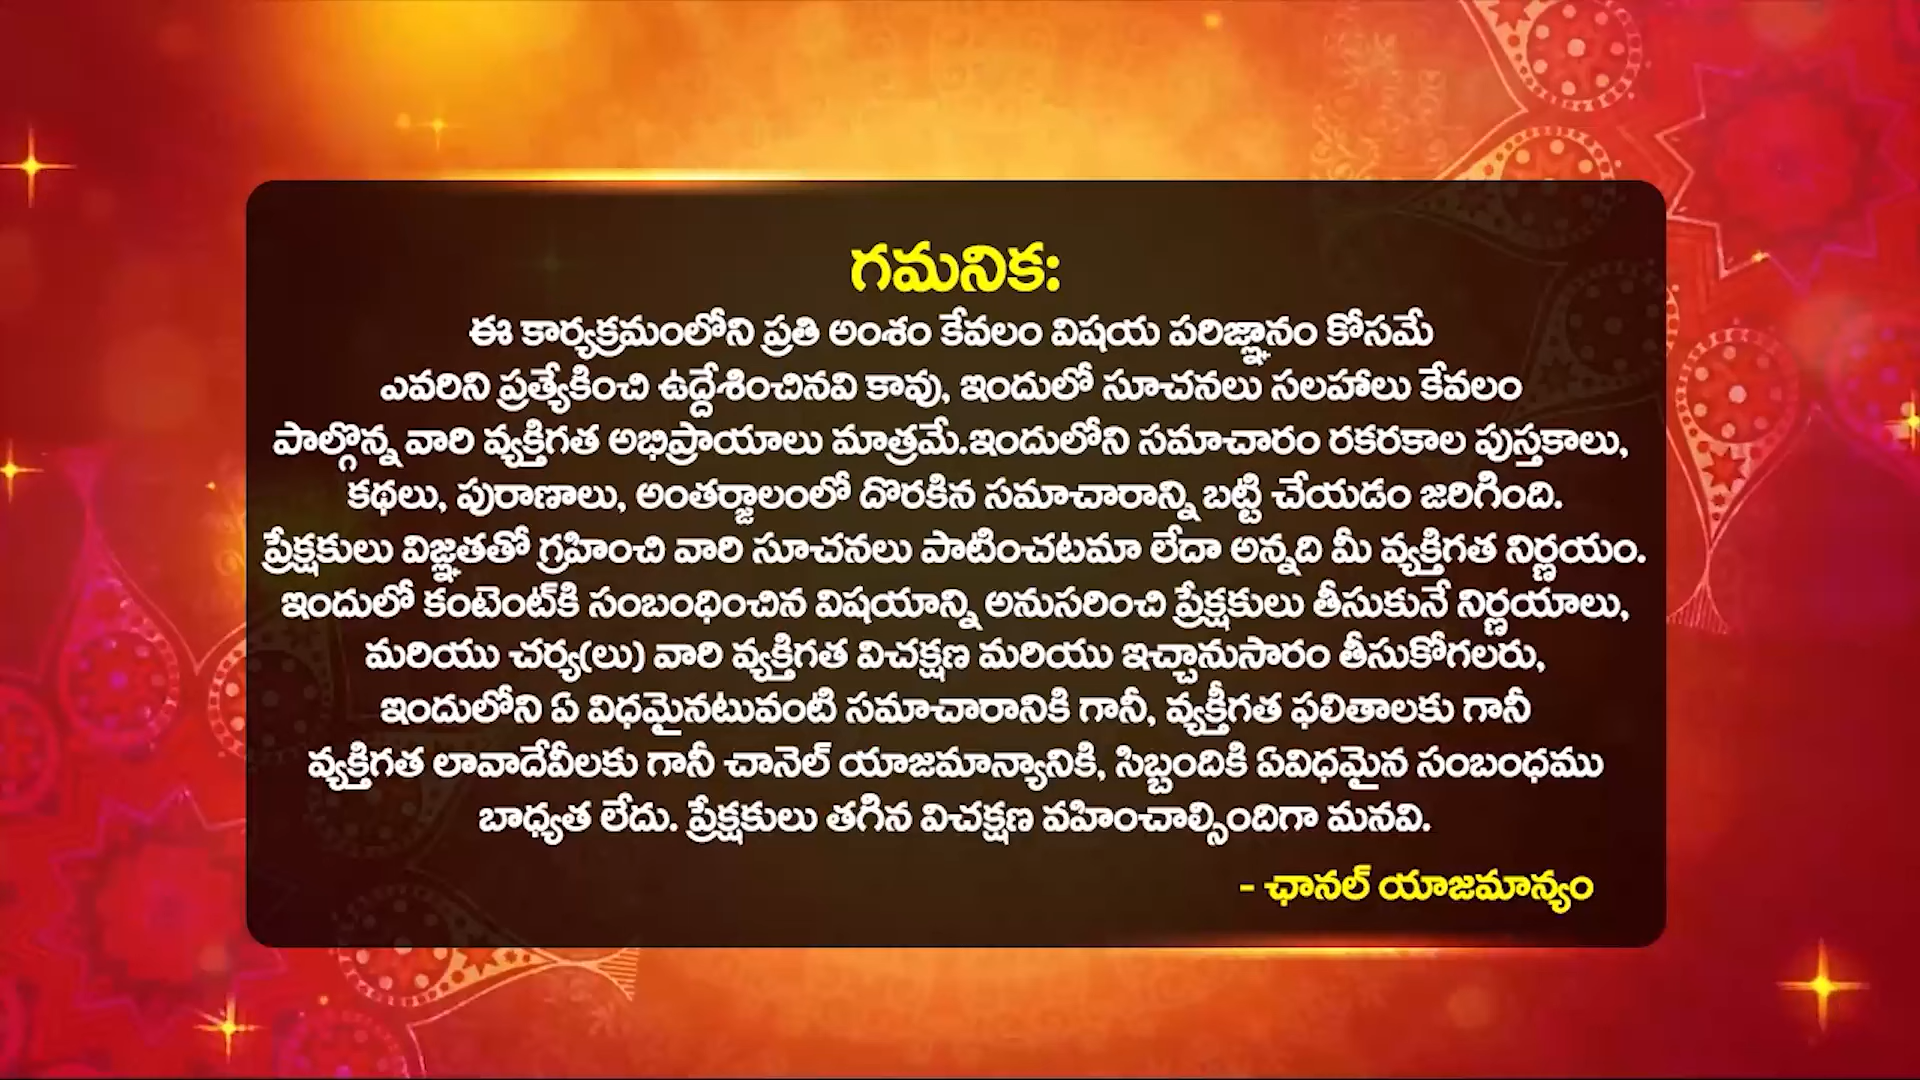 గమనిక:
ఈ కార్యక్రమంలోని ప్రతి అంశం కేవలం విషయ పరిజ్ఞానం కోసమే
ఎవరిని ప్రత్యేకించి ఉద్దేశించినవి కావు, ఇందులో సూచనలు సలహాలు కేవలం
పాల్గొన్న వారి వ్యక్తిగత అభిప్రాయాలు మాత్రమే.ఇందులోని సమాచారం రకరకాల పుస్తకాలు,
కథలు, పురాణాలు, అంతర్జాలంలో దొరకిన సమాచారాన్ని బట్టి చేయడం జరిగింది.
ప్రేక్షకులు విజ్ఞతతో గ్రహించి వారి సూచనలు పాటించటమా లేదా అన్నది మీ వ్యక్తిగత నిర్ణయం.
ఇందులో కంటెంట్‌కి సంబంధించిన విషయాన్ని అనుసరించి ప్రేక్షకులు తీసుకునే నిర్ణయాలు,
మరియు చర్య(లు) వారి వ్యక్తిగత విచక్షణ మరియు ఇచ్చానుసారం తీసుకోగలరు,
ఇందులోని ఏ విధమైనటువంటి సమాచారానికి గానీ, వ్యక్తీగత ఫలితాలకు గానీ
వ్యక్తిగత లావాదేవీలకు గానీ చానెల్ యాజమాన్యానికి, సిబ్బందికి ఏవిధమైన సంబంధము
బాధ్యత లేదు. ప్రేక్షకులు తగిన విచక్షణ వహించాల్సిందిగా మనవి.
- ఛానల్ యాజమాన్యం